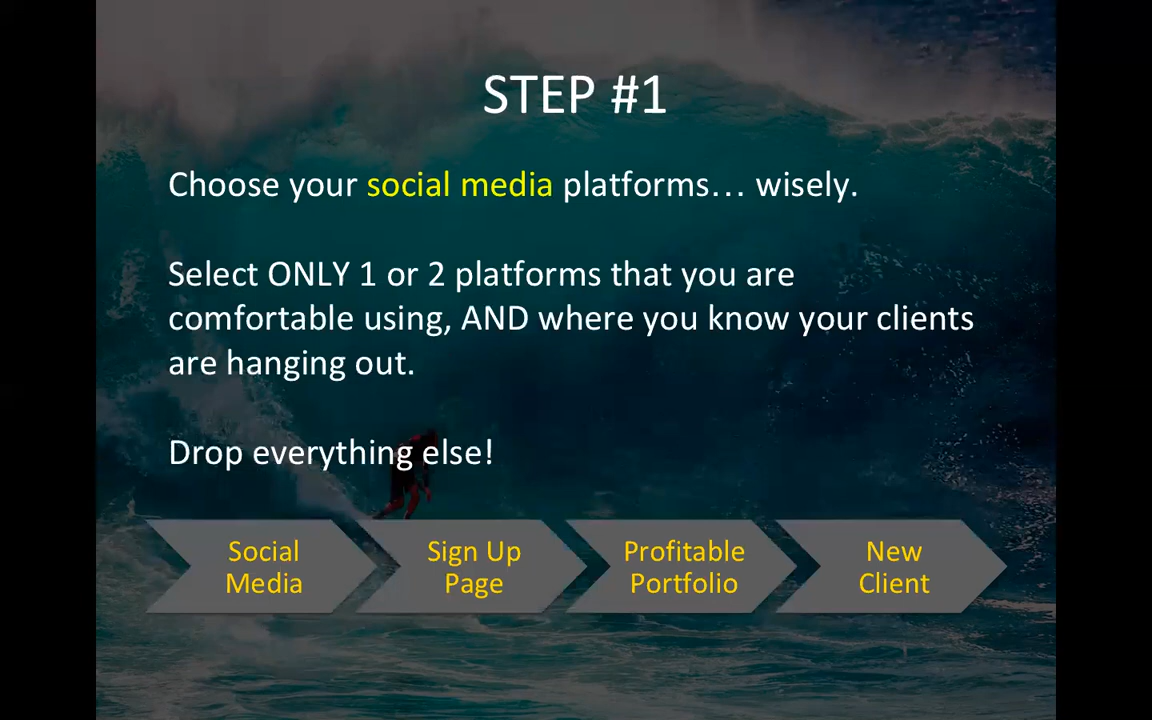 STEP #1
Choose your social media platforms… wisely.
Select ONLY 1 or 2 platforms that you are
comfortable using, AND where you know your clients
are hanging out.
Drop everything else!
Social
Media
Sign Up
Page
Profitable
Portfolio
New
Client